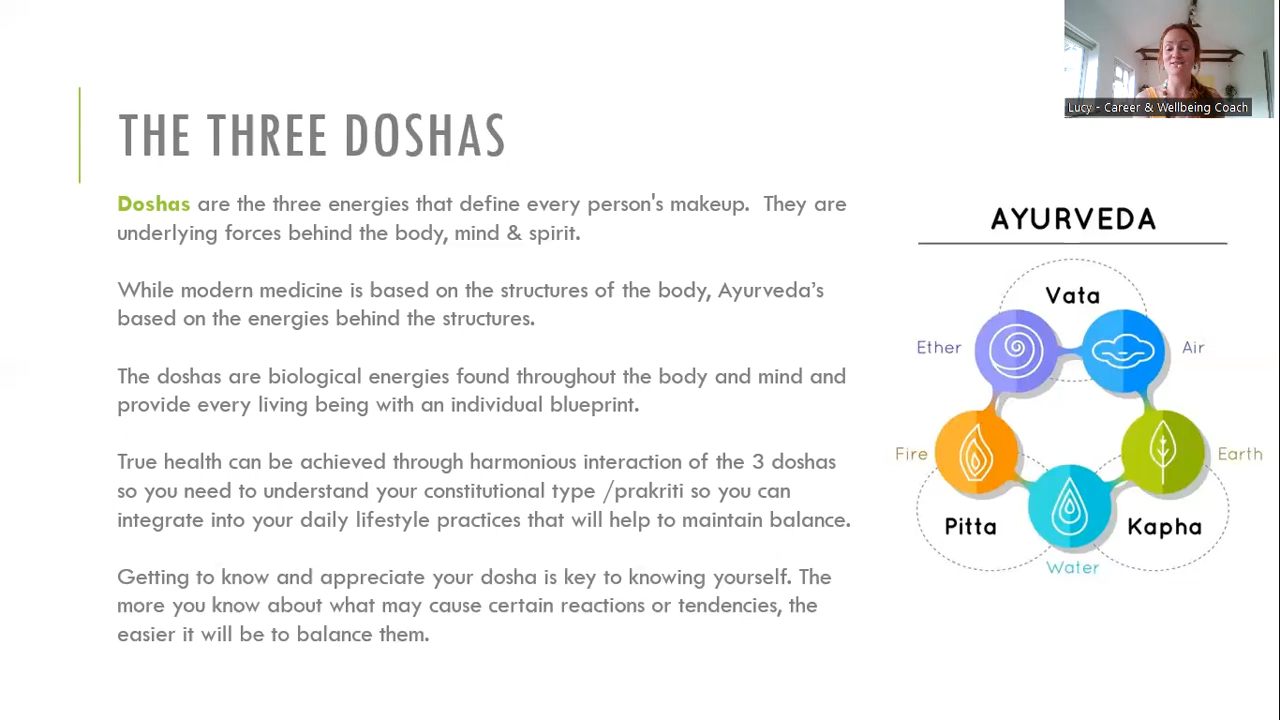 Lucy - Career & Wellbeing Coach
THE THREE DOSHAS
Doshas are the three energies that define every person's makeup.  They are
underlying forces behind the body, mind & spirit.
While modern medicine is based on the structures of the body, Ayurveda’s
based on the energies behind the structures.
The doshas are biological energies found throughout the body and mind and
provide every living being with an individual blueprint.
True health can be achieved through harmonious interaction of the 3 doshas
so you need to understand your constitutional type /prakriti so you can
integrate into your daily lifestyle practices that will help to maintain balance.
Getting to know and appreciate your dosha is key to knowing yourself. The
more you know about what may cause certain reactions or tendencies, the
easier it will be to balance them.
AYURVEDA
Vata
Ether
Air
Fire
Earth
Pitta
Kapha
Water